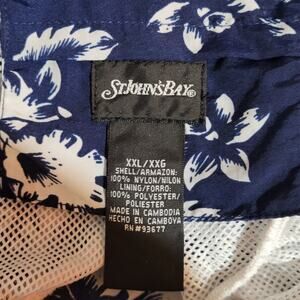 ST.JOHN'S BAY®
XXL/XXG
SHELL/ARMAZON:
100% NYLON/NILON
LINING/FORRO:
100% POLYESTER/
POLIESTER
MADE IN CAMBODIA
HECHO EN CAMBOYA
RN#93677